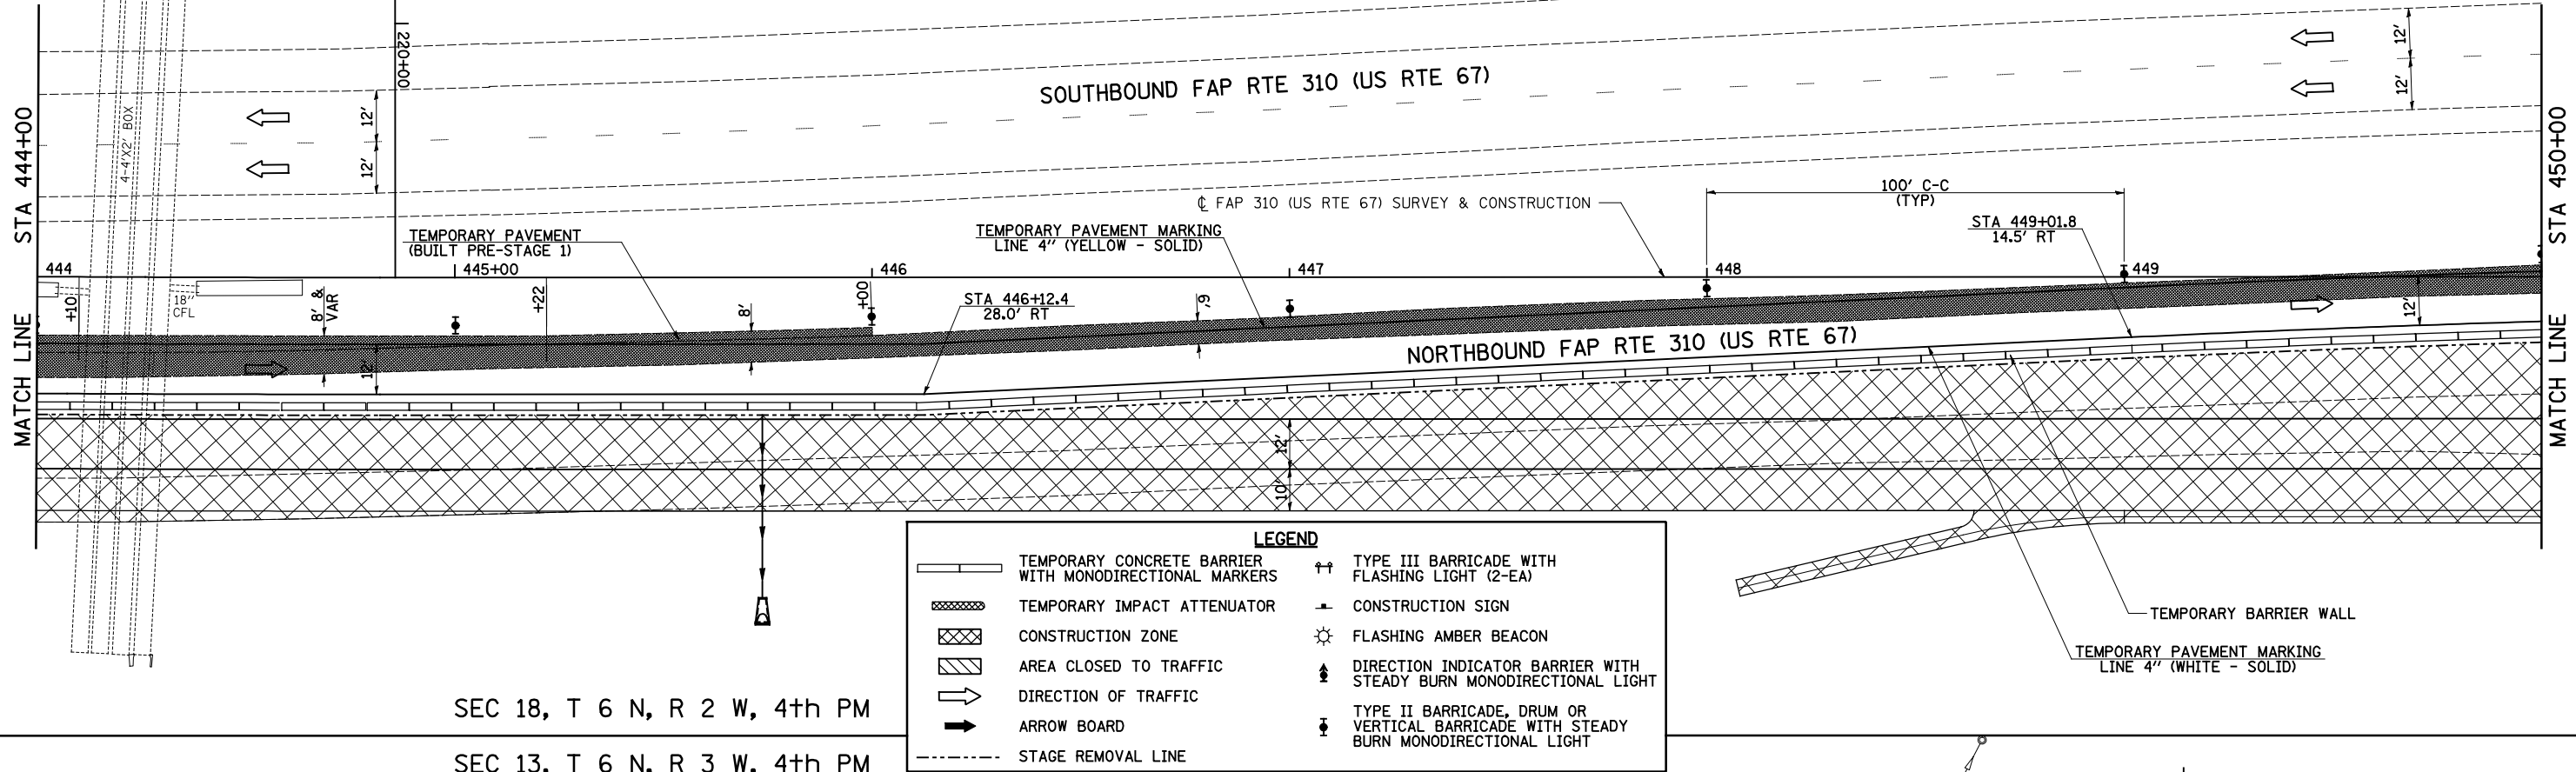 MATCH LINE STA 444+00
4-4'X2' BOX
220+00
12'
12'
SOUTHBOUND FAP RTE 310 (US RTE 67)
12'
12'
MATCH LINE STA 450+00
100' C-C
(TYP)
℄ FAP 310 (US RTE 67) SURVEY & CONSTRUCTION
TEMPORARY PAVEMENT
(BUILT PRE-STAGE 1)
TEMPORARY PAVEMENT MARKING
LINE 4" (YELLOW - SOLID)
STA 449+01.8
14.5' RT
444
445+00
446
447
448
449
+10
18"
CFL
8' &
VAR
12'
+22
8'
+00
STA 446+12.4
28.0' RT
6'
12'
NORTHBOUND FAP RTE 310 (US RTE 67)
12'
10'
LEGEND
TEMPORARY CONCRETE BARRIER
WITH MONODIRECTIONAL MARKERS
TEMPORARY IMPACT ATTENUATOR
CONSTRUCTION ZONE
AREA CLOSED TO TRAFFIC
DIRECTION OF TRAFFIC
ARROW BOARD
STAGE REMOVAL LINE
TYPE III BARRICADE WITH
FLASHING LIGHT (2-EA)
CONSTRUCTION SIGN
FLASHING AMBER BEACON
DIRECTION INDICATOR BARRIER WITH
STEADY BURN MONODIRECTIONAL LIGHT
TYPE II BARRICADE, DRUM OR
VERTICAL BARRICADE WITH STEADY
BURN MONODIRECTIONAL LIGHT
TEMPORARY BARRIER WALL
TEMPORARY PAVEMENT MARKING
LINE 4" (WHITE - SOLID)
SEC 18, T 6 N, R 2 W, 4th PM
SEC 13, T 6 N, R 3 W, 4th PM